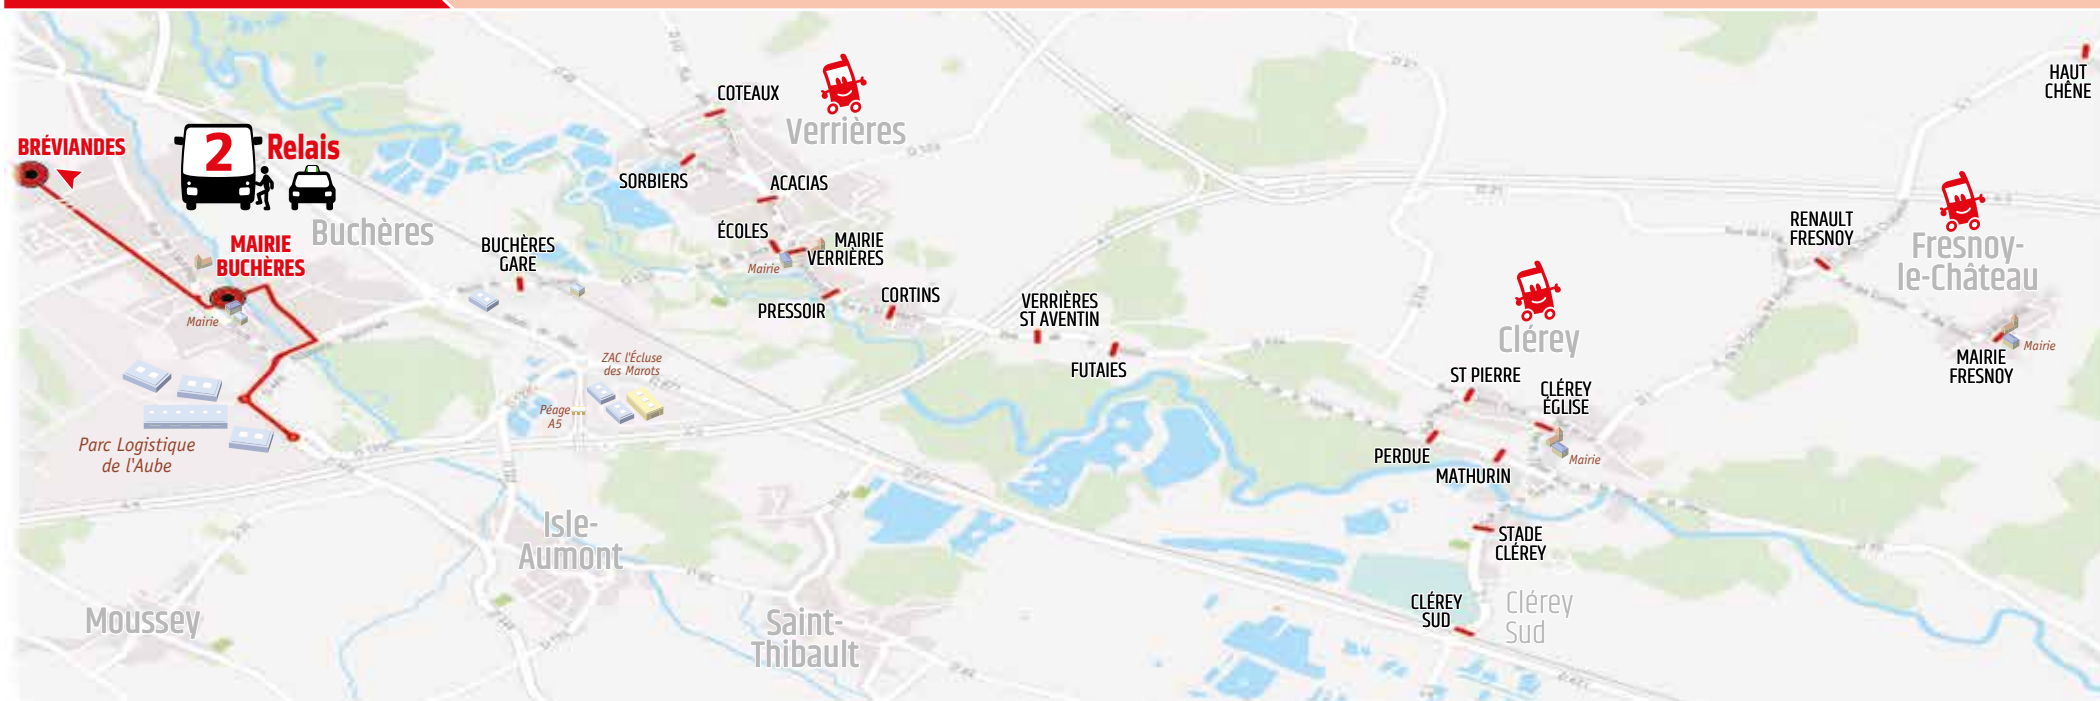 BRÉVIANDES
2
Relais
Buchères
MAIRIE
BUCHÈRES
Mairie
Parc Logistique
de l'Aube
BUCHÈRES
GARE
ZAC l'Écluse
des Marots
Péage
A5
Isle-
Aumont
Moussey
Saint-
Thibault
COTEAUX
Verrières
SORBIERS
ACACIAS
ÉCOLES
MAIRIE
VERRIÈRES
Mairie
PRESSOIR
CORTINS
VERRIÈRES
ST AVENTIN
FUTAIES
Clérey
ST PIERRE
CLÉREY
ÉGLISE
PERDUE
MATHURIN
Mairie
STADE
CLÉREY
CLÉREY
SUD
Clérey
Sud
RENAULT
FRESNOY
Fresnoy-
le-Château
MAIRIE
FRESNOY
Mairie
HAUT
CHÊNE